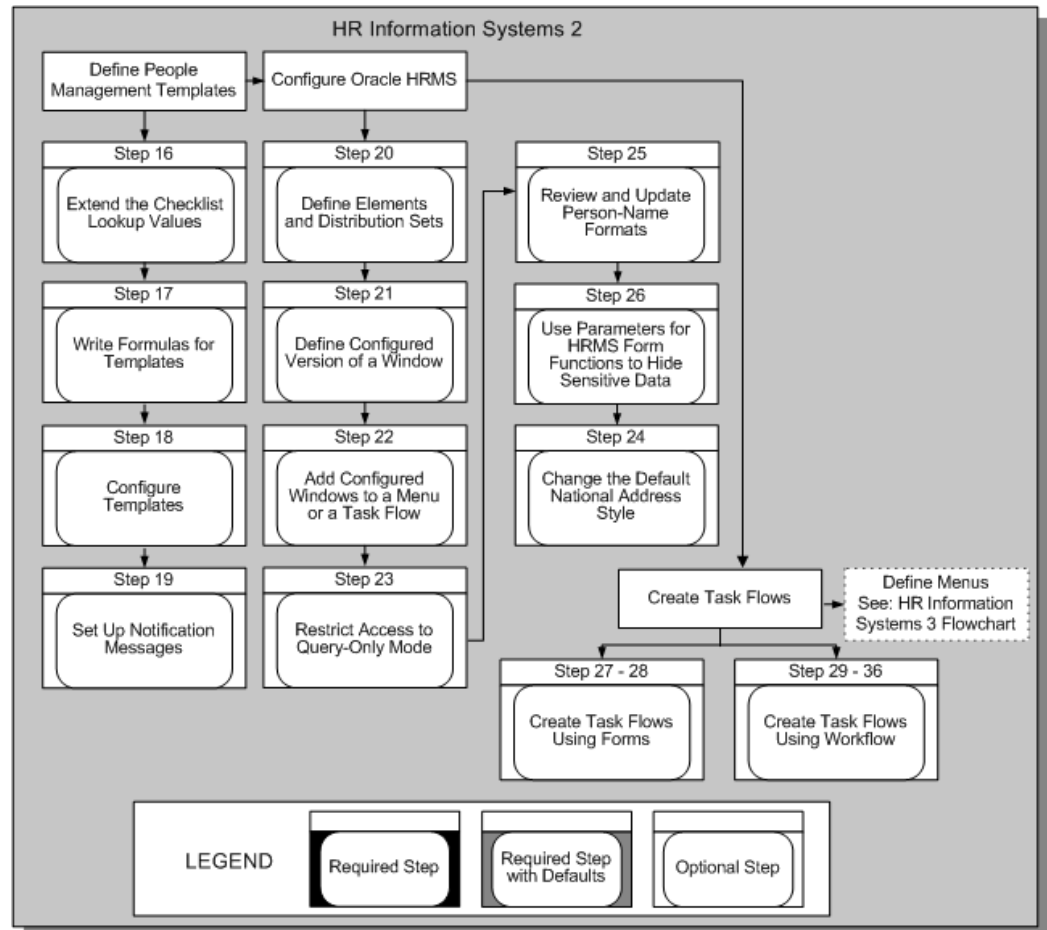 HR Information Systems 2
Define People
Management Templates
Configure Oracle HRMS
Step 16
Extend the Checklist
Lookup Values
Step 17
Write Formulas for
Templates
Step 18
Configure
Templates
Step 19
Set Up Notification
Messages
Step 20
Define Elements
and Distribution Sets
Step 21
Define Configured
Version of a Window
Step 22
Add Configured
Windows to a Menu
or a Task Flow
Step 23
Restrict Access to
Query-Only Mode
Step 25
Review and Update
Person-Name
Formats
Step 26
Use Parameters for
HRMS Form
Functions to Hide
Sensitive Data
Step 24
Change the Default
National Address
Style
Create Task Flows
Define Menus
See: HR Information
Systems 3 Flowchart
Step 27 - 28
Create Task Flows
Using Forms
Step 29 - 36
Create Task Flows
Using Workflow
LEGEND
Required Step
Required Step
with Defaults
Optional Step